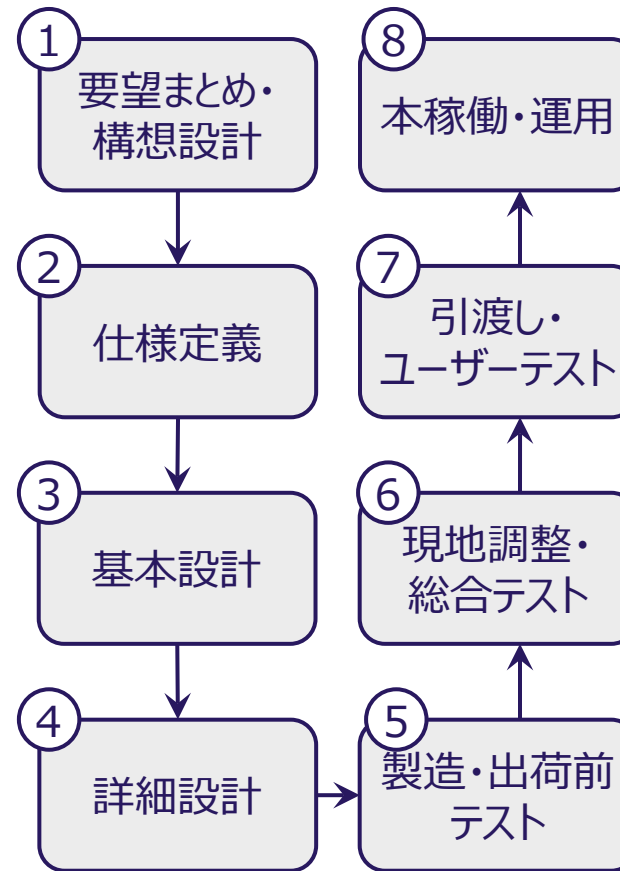 1
要望まとめ・
構想設計
2
仕様定義
3
基本設計
4
詳細設計
5
製造・出荷前
テスト
6
現地調整・
総合テスト
7
引渡し・
ユーザーテスト
8
本稼働・運用